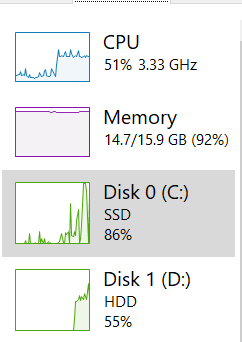 CPU
51% 3.33 GHz
Memory
14.7/15.9 GB (92%)
Disk 0 (C:)
SSD
86%
Disk 1 (D:)
HDD
55%